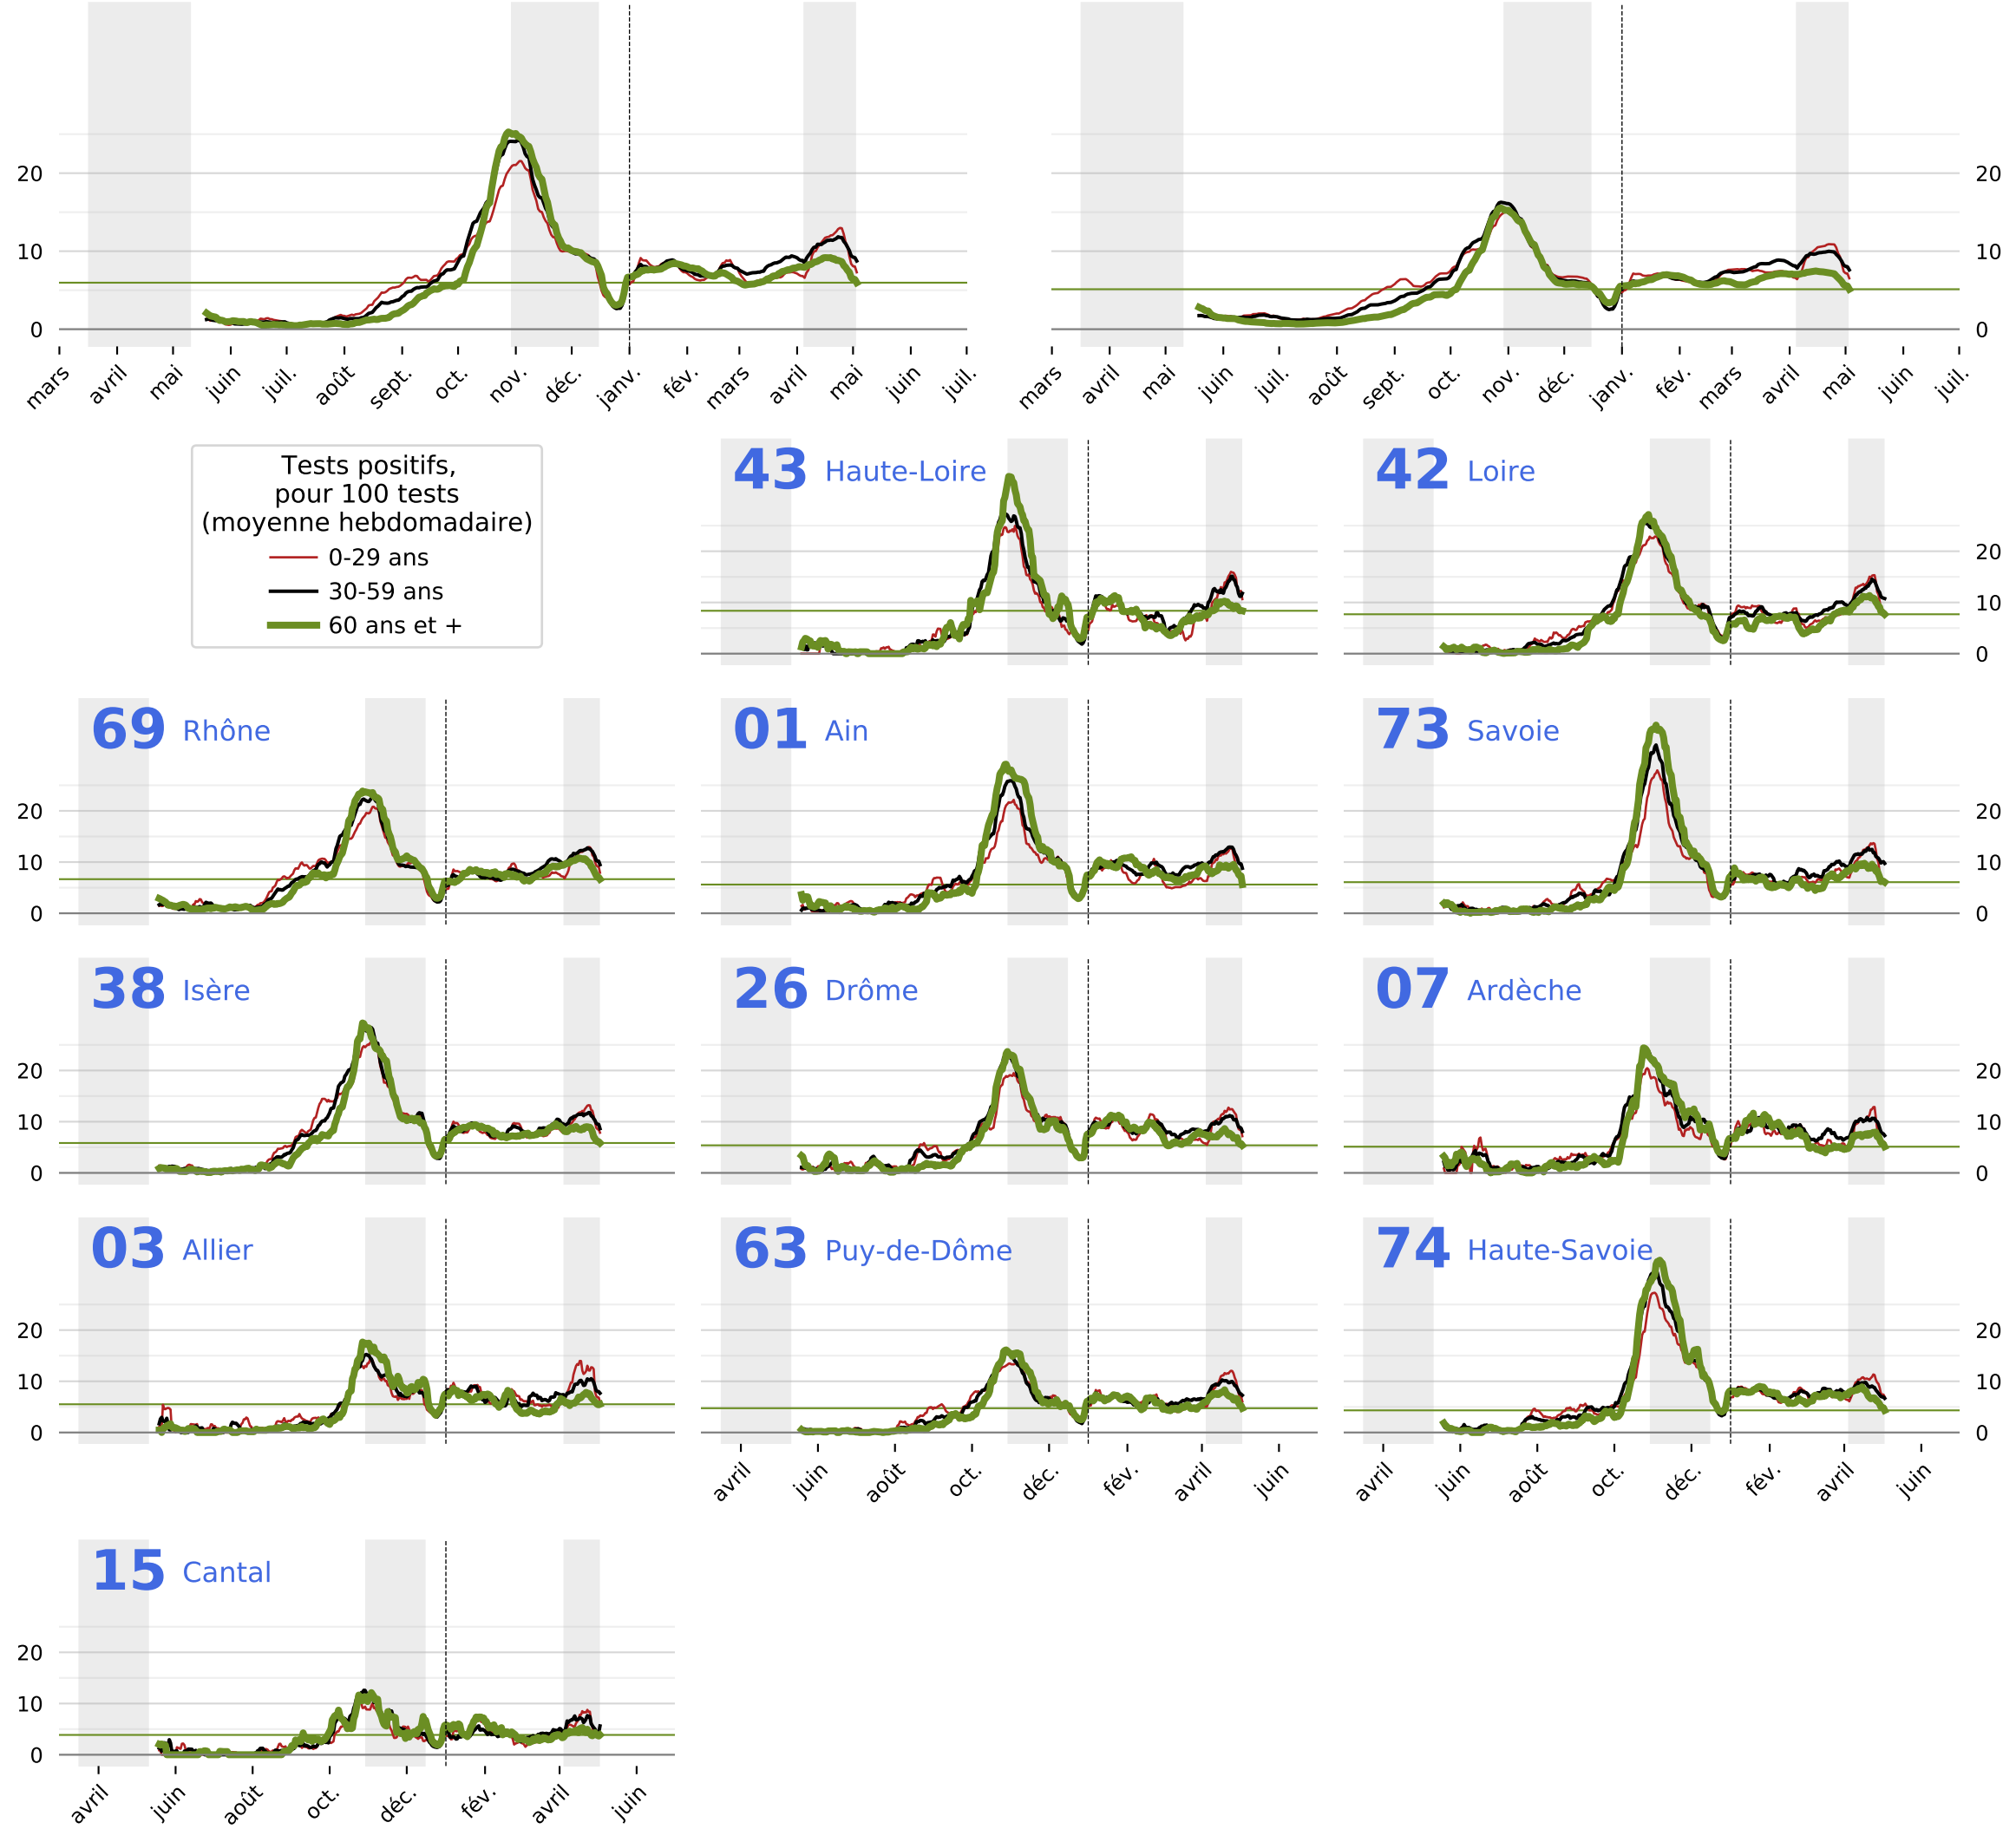 20
10
0
20
10
0
mars
avril
mai
juin
juil.
août
sept.
oct.
nov.
déc.
janv.
fév.
mars
avril
mai
juin
juil.
mars
avril
mai
juin
juil.
août
sept.
oct.
nov.
déc.
janv.
fév.
mars
avril
mai
juin
juil.
Tests positifs,
pour 100 tests
(moyenne hebdomadaire)
0-29 ans
30-59 ans
60 ans et +
43 Haute-Loire
42 Loire
20
10
0
69 Rhône
01 Ain
73 Savoie
20
10
0
20
10
0
38 Isère
26 Drôme
07 Ardèche
20
10
0
20
10
0
03 Allier
63 Puy-de-Dôme
74 Haute-Savoie
20
10
0
20
10
0
avril
juin
août
oct.
déc.
fév.
avril
juin
avril
juin
août
oct.
déc.
fév.
avril
juin
15 Cantal
20
10
0
avril
juin
août
oct.
déc.
fév.
avril
juin